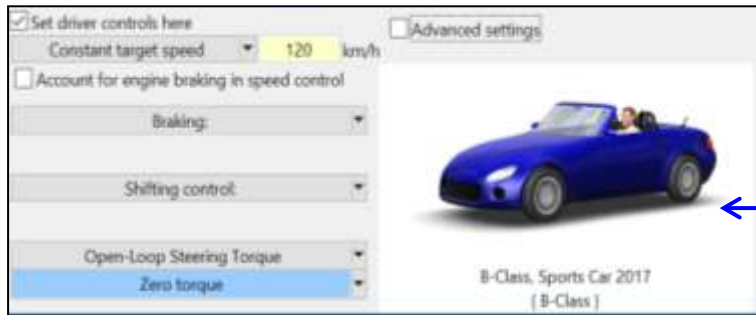 Set driver controls here
Advanced settings
Constant target speed 120 km/h
Account for engine braking in speed control
Braking:
Shifting control:
Open-Loop Steering Torque
Zero torque
B-Class, Sports Car 2017
{ B-Class }